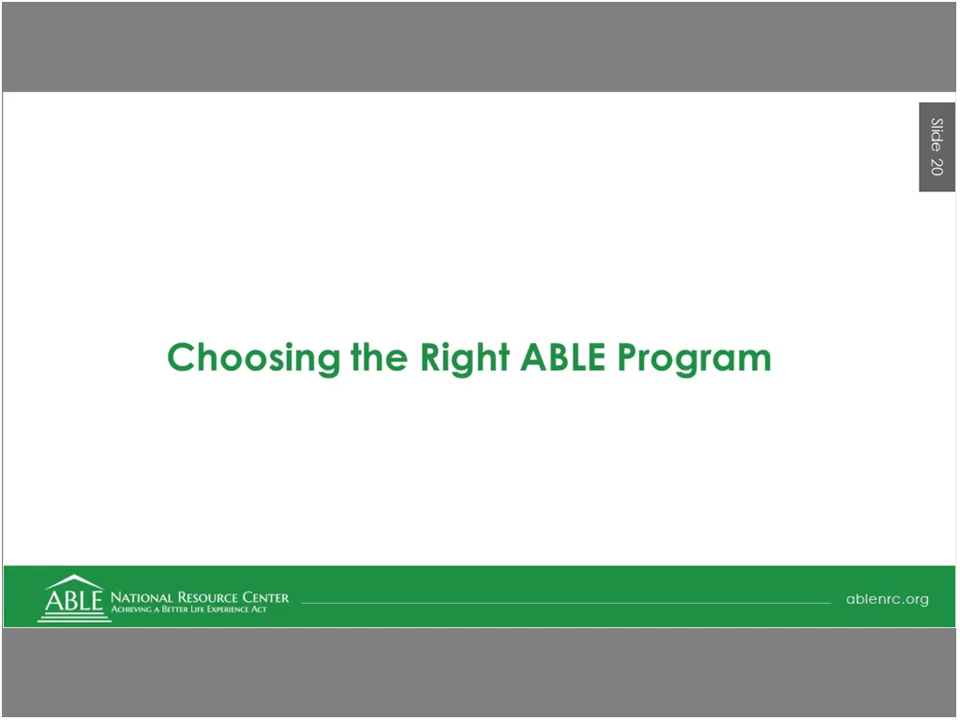 Slide 20
Choosing the Right ABLE Program
ABLE
NATIONAL RESOURCE CENTER
ACHIEVING A BETTER LIFE EXPERIENCE ACT
ablenrc.org